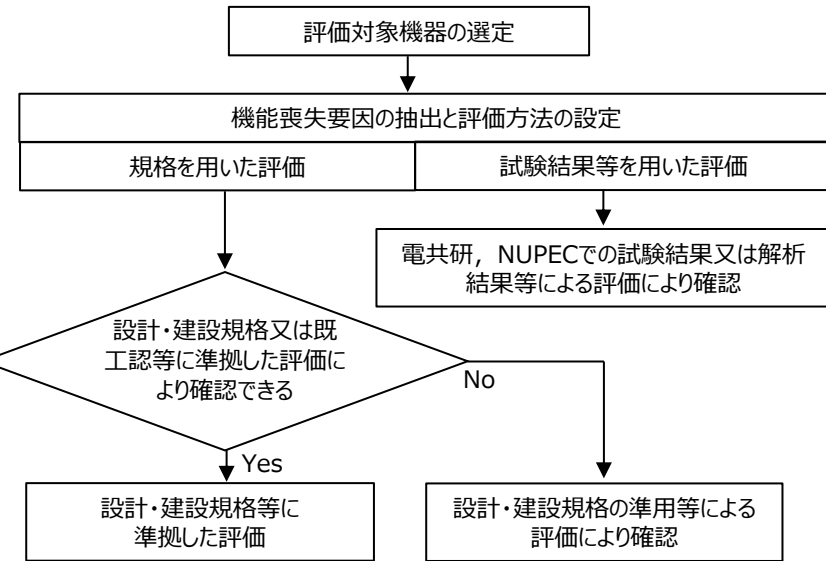 評価対象機器の選定
機能喪失要因の抽出と評価方法の設定
規格を用いた評価
試験結果等を用いた評価
電共研，NUPECでの試験結果又は解析
結果等による評価により確認
設計・建設規格又は既
工認等に準拠した評価に
より確認できる
No
Yes
設計・建設規格等に
準拠した評価
設計・建設規格の準用等による
評価により確認